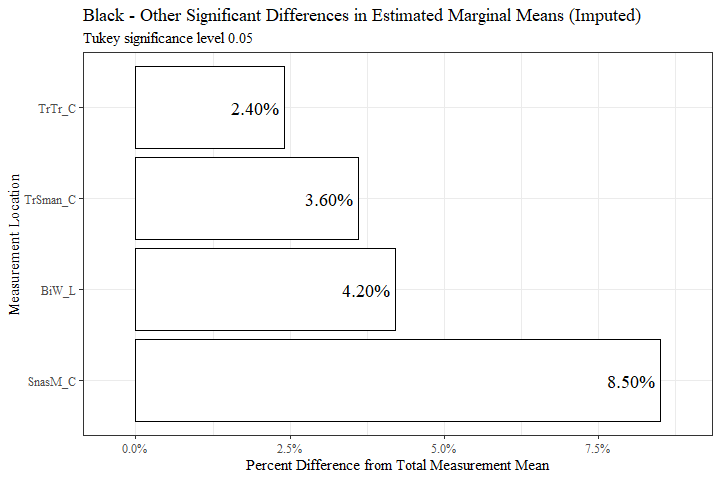 Black - Other Significant Differences in Estimated Marginal Means (Imputed)
Tukey significance level 0.05
Measurement Location
TrTr_C
2.40%
TrSman_C
3.60%
BiW_L
4.20%
SnasM_C
8.50%
0.0%
2.5%
5.0%
7.5%
Percent Difference from Total Measurement Mean